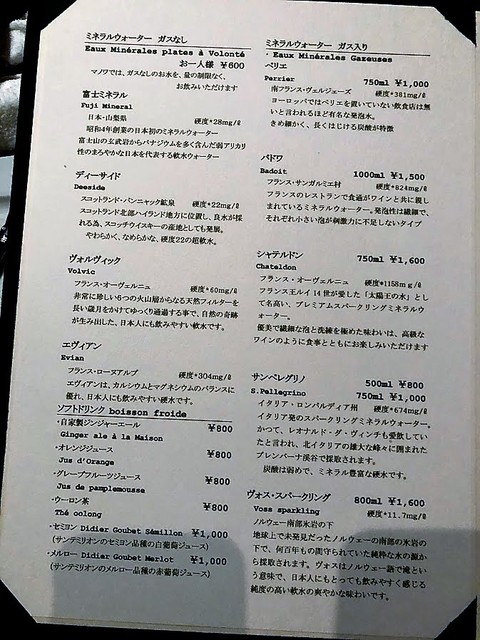 ミネラルウォーター ガスなし
Eaux Minérales plates à Volonté
お一人様 ¥600
マノワでは、ガスなしのお水を、量の制限なく、
お飲みいただけます
富士ミネラル
Fuji Mineral
日本・山梨県 硬度*28mg/ℓ
昭和4年創業の日本初のミネラルウォーター
富士山の玄武岩からバナジウムを多く含んだ弱アリカリ
性のまろやかな日本を代表する軟水ウォーター
ディーサイド
Deeside
スコットランド・パンニャック鉱泉 硬度*22mg/ℓ
スコットランド北部ハイランド地方に位置し、良水が採
れる為、スコッチウイスキーの産地としても発展。
やわらかく、なめらかな、硬度22の超軟水。
ヴォルヴィック
Volvic
フランス・オーヴェルニュ 硬度*60mg/ℓ
非常に珍しい6つの火山層からなる天然フィルターを
長い歳月をかけてゆっくり通過する事で、自然の奇跡
が生み出した、日本人にも飲みやすい軟水です。
エヴィアン
Evian
フランス・ローヌアルプ 硬度*304mg/ℓ
エヴィアンは、カルシウムとマグネシウムのバランスに
優れ、日本人にも飲みやすい硬水です。
ソフトドリンク boisson froide
・自家製ジンジャーエール ¥800
Ginger ale à la Maison
・オレンジジュース ¥800
Jus d'Orange
・グレープフルーツジュース ¥800
Jus de pamplemousse
・ウーロン茶 ¥800
Thé oolong
・セミヨン Didier Goubet Sémillon ¥1,000
(サンテミリオンのセミヨン品種の白葡萄ジュース)
・メルロー Didier Goubet Merlot ¥1,000
(サンテミリオンのメルロー品種の赤葡萄ジュース)
ミネラルウォーター ガス入り
Eaux Minérales Gazeuses
ペリエ
Perrier 750ml ¥1,000
南フランス・ヴェルジェーズ 硬度*381mg/ℓ
ヨーロッパではペリエを置いていない飲食店は無
いと言われるほど有名な発泡水。
きめ細かく、長くはじける炭酸が特徴
バドワ
Badoit 1000ml ¥1,500
フランス・サンガルミエ村 硬度*824mg/ℓ
フランスのレストランで食通がワインと共に親し
まれているミネラルウォーター。発泡性は繊細で、
それぞれ小さい泡が刺激力に不足しないタイプ
シャテルドン 750ml ¥1,600
Chateldon
フランス・オーヴェルニュ 硬度*1158mg/ℓ
フランス王ルイ14世が愛した「太陽王の水」とし
て名高い、プレミアムスパークリングミネラルウ
ォーター。
優美で繊細な泡と洗練を極めた味わいは、高級な
ワインのように食事とともにお楽しみいただけます
サンペレグリノ 500ml ¥800
S.Pellegrino 750ml ¥1,000
イタリア・ロンバルディア州 硬度*674mg/ℓ
イタリア発のスパークリングミネラルウォーター。
かつて、レオナルド・ダ・ヴィンチも愛飲してい
たと言われ、北イタリアの雄大な峰々に囲まれた
ブレンバーナ渓谷で採取されます。
炭酸は弱めで、ミネラル豊富な硬水です。
ヴォス・スパークリング 800ml ¥1,600
Voss sparkling 硬度*11.7mg/ℓ
ノルウェー南部氷岩の下
地球上で未発見だったノルウェーの南部の氷岩の
下で、何百年もの間守られていた純粋な水の源か
ら採取されます。ヴォスはノルウェー語で滝とい
う意味で、日本人にもとっても飲みやすく感じる
純度の高い軟水の爽やかな味わいです。